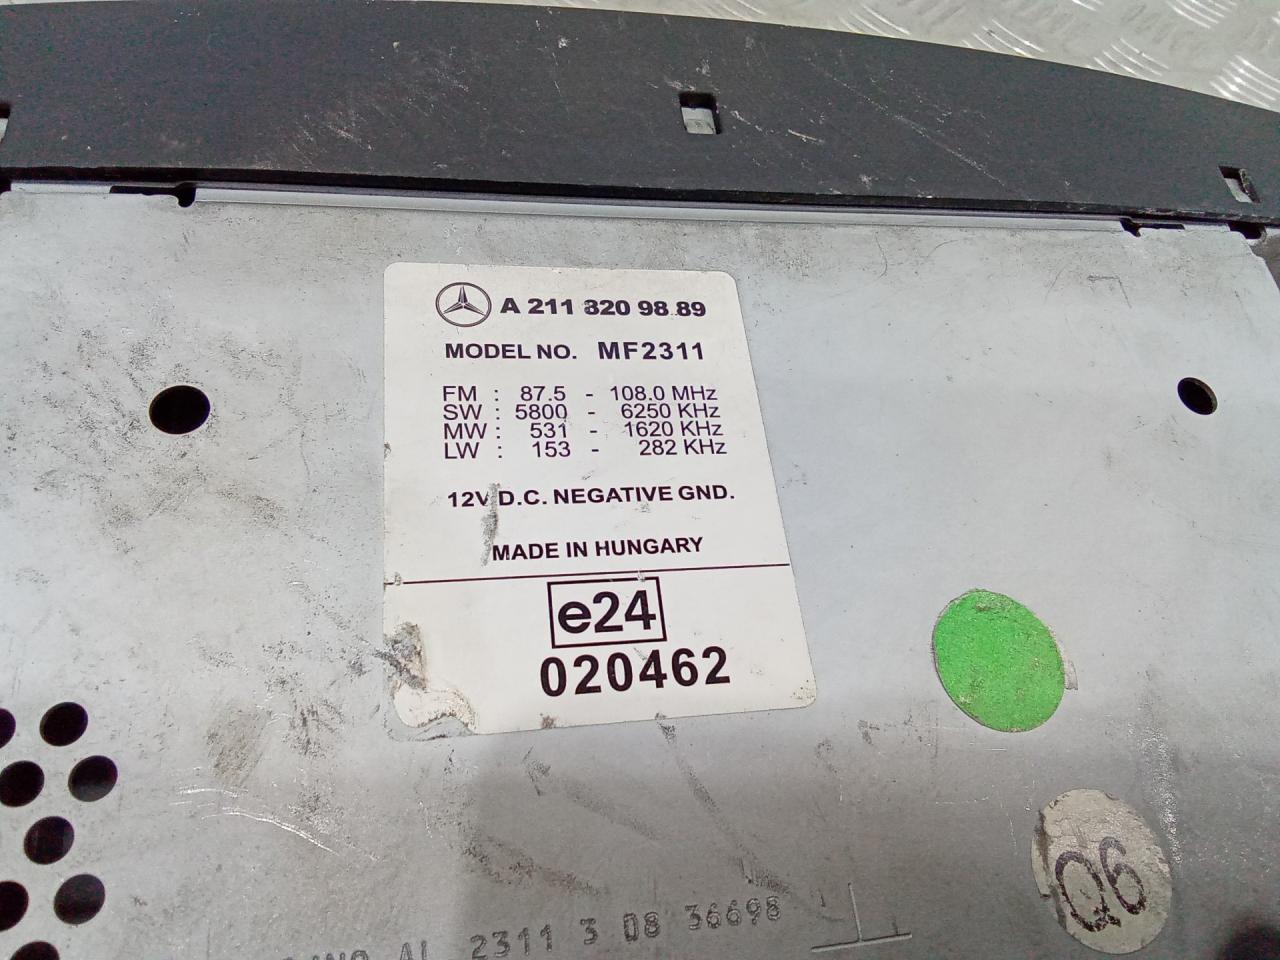 A 211 820 98 89
MODEL NO. MF2311
FM : 87.5 - 108.0 MHz
SW : 5800 - 6250 KHz
MW : 531 - 1620 KHz
LW : 153 - 282 KHz
12V D.C. NEGATIVE GND.
MADE IN HUNGARY
e24
020462
Q6
AL 2311 3 08 36698